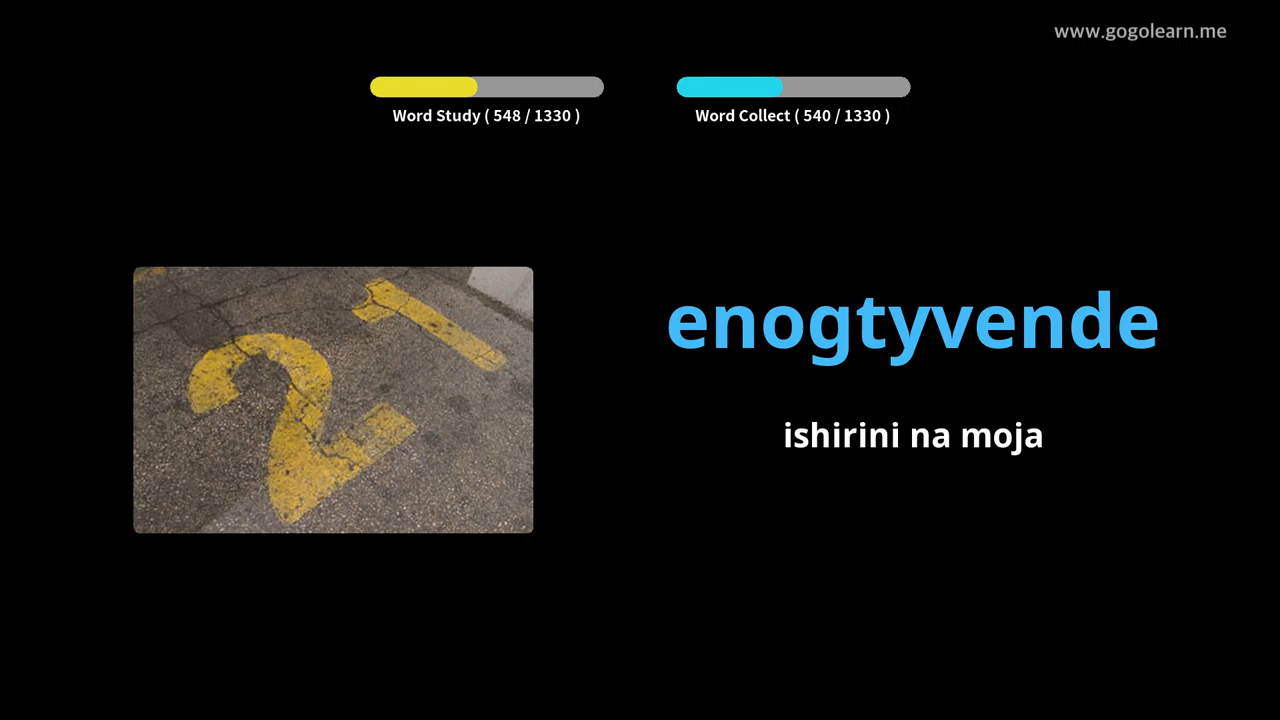 www.gogolearn.me
Word Study ( 548 / 1330 )
Word Collect ( 540 / 1330 )
21
enogtyvende
ishirini na moja